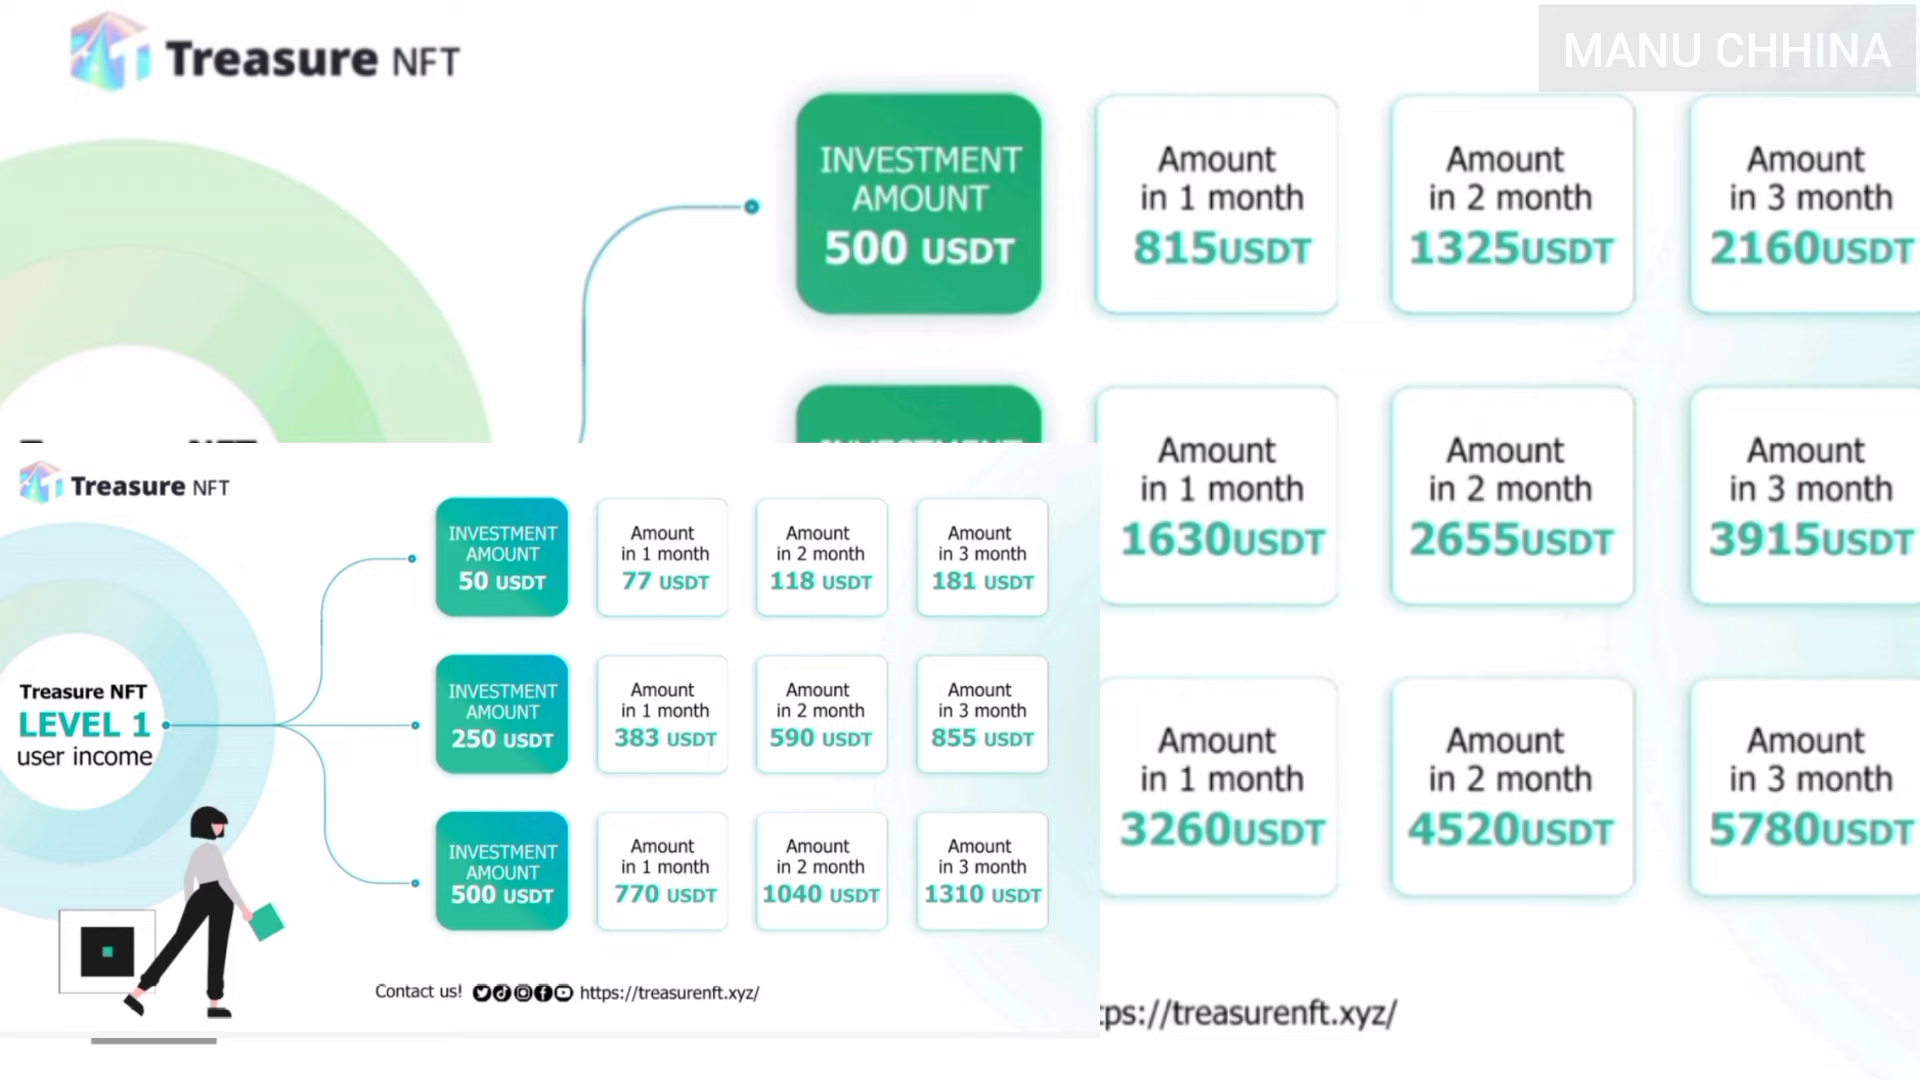 Treasure NFT
MANU CHHINA
INVESTMENT
AMOUNT
500 USDT
Amount
in 1 month
815USDT
Amount
in 2 month
1325USDT
Amount
in 3 month
2160USDT
Amount
in 1 month
1630USDT
Amount
in 2 month
2655USDT
Amount
in 3 month
3915USDT
Amount
in 1 month
3260USDT
Amount
in 2 month
4520USDT
Amount
in 3 month
5780USDT
ps://treasurenft.xyz/
Treasure NFT
Treasure NFT
LEVEL 1
user income
INVESTMENT
AMOUNT
50 USDT
Amount
in 1 month
77 USDT
Amount
in 2 month
118 USDT
Amount
in 3 month
181 USDT
INVESTMENT
AMOUNT
250 USDT
Amount
in 1 month
383 USDT
Amount
in 2 month
590 USDT
Amount
in 3 month
855 USDT
INVESTMENT
AMOUNT
500 USDT
Amount
in 1 month
770 USDT
Amount
in 2 month
1040 USDT
Amount
in 3 month
1310 USDT
Contact us! https://treasurenft.xyz/